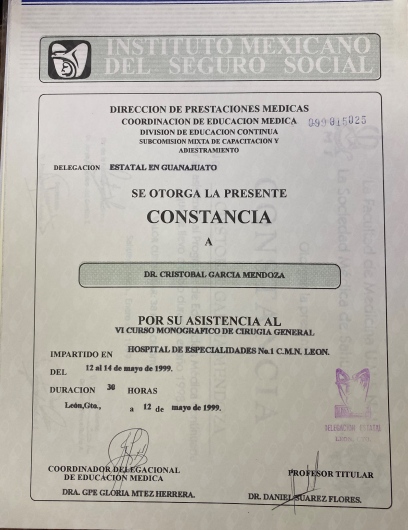 INSTITUTO MEXICANO
DEL SEGURO SOCIAL
DIRECCION DE PRESTACIONES MEDICAS
COORDINACION DE EDUCACION MEDICA
DIVISION DE EDUCACION CONTINUA
SUBCOMISION MIXTA DE CAPACITACION Y
ADIESTRAMIENTO
DELEGACION ESTATAL EN GUANAJUATO
SE OTORGA LA PRESENTE
CONSTANCIA
A
DR. CRISTOBAL GARCIA MENDOZA
POR SU ASISTENCIA AL
VI CURSO MONOGRAFICO DE CIRUGIA GENERAL
IMPARTIDO EN HOSPITAL DE ESPECIALIDADES No.1 C.M.N. LEON.
DEL 12 al 14 de mayo de 1999.
DURACION 30 HORAS
León,Gto., a 12 de mayo de 1999.
DELEGACION ESTATAL
COORDINADOR DELEGACIONAL
DE EDUCACION MEDICA
PROFESOR TITULAR
DRA. GPE GLORIA MTEZ HERRERA.
DR. DANIEL SUAREZ FLORES.